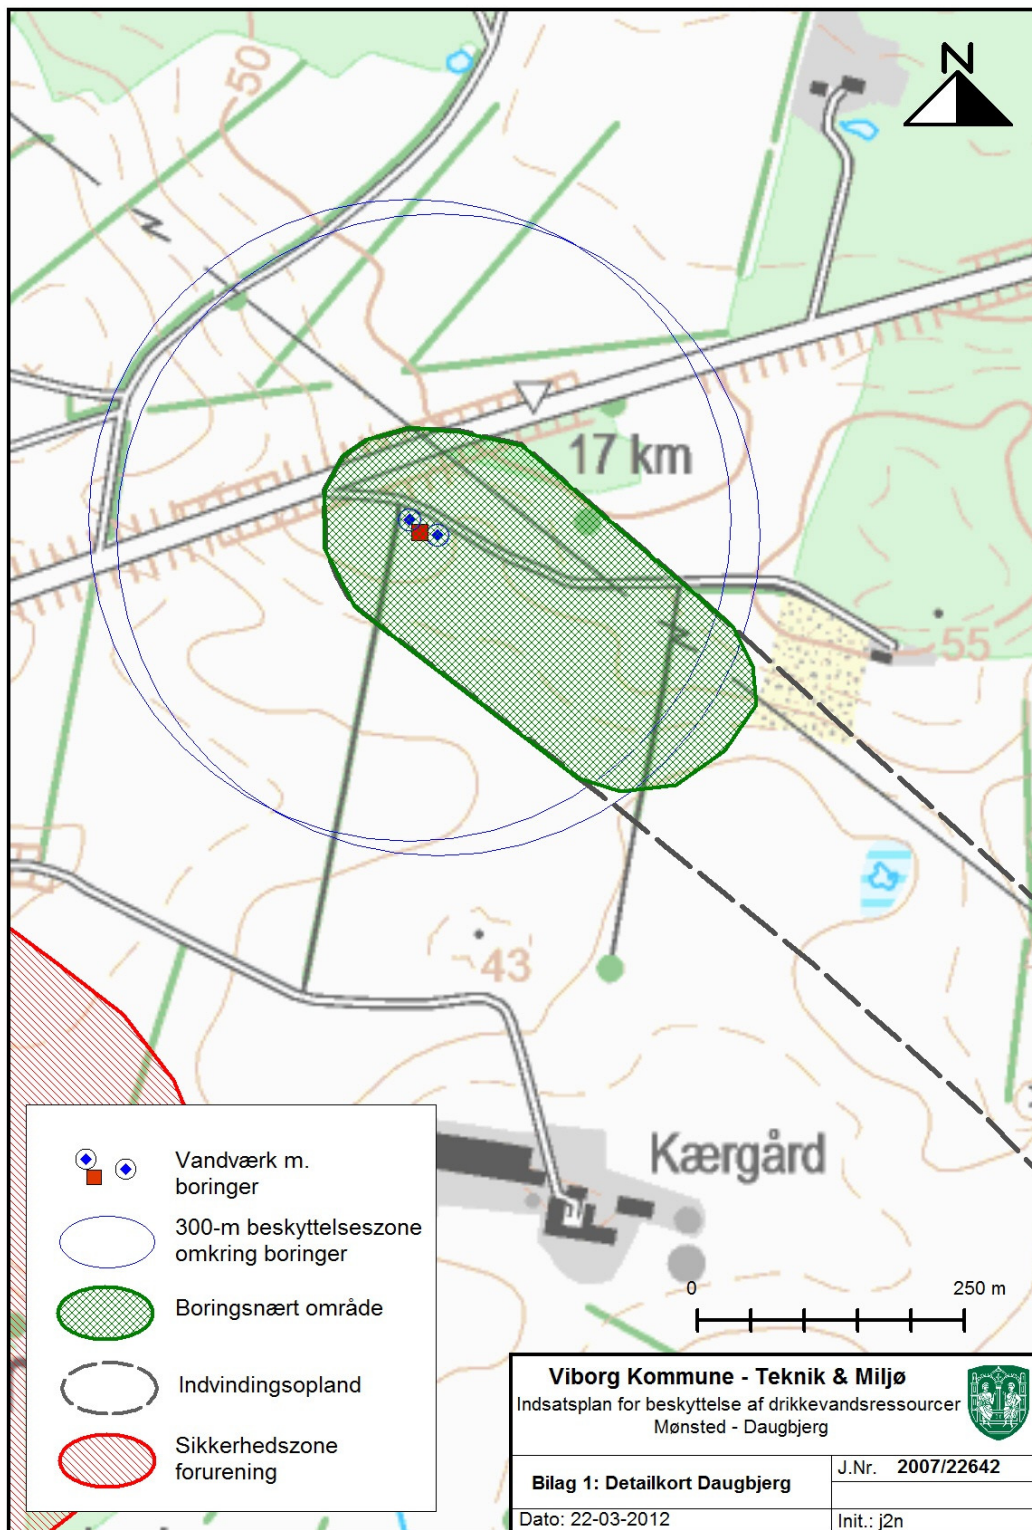 50
N
17 km
55
43
Kærgård
Vandværk m.
boringer
300-m beskyttelseszone
omkring boringer
Boringsnært område
Indvindingsopland
Sikkerhedszone
forurening
0 250 m
Viborg Kommune - Teknik & Miljø
Indsatsplan for beskyttelse af drikkevandsressourcer
Mønsted - Daugbjerg
Bilag 1: Detailkort Daugbjerg
J.Nr. 2007/22642
Dato: 22-03-2012
Init.: j2n